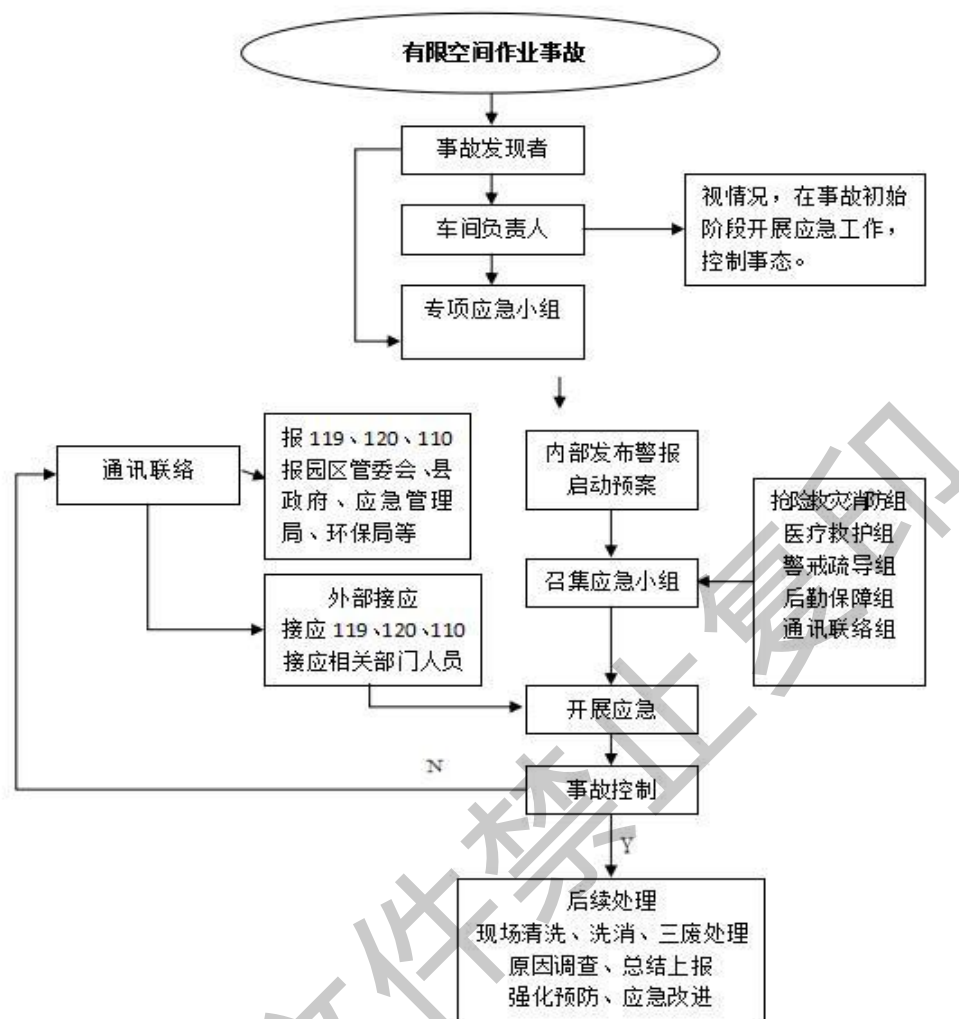 有限空间作业事故
事故发现者
车间负责人
视情况，在事故初始
阶段开展应急工作，
控制事态。
专项应急小组
通讯联络
报 119、120、110
报园区管委会、县
政府、应急管理
局、环保局等
内部发布警报
启动预案
抢险救灾消防组
医疗救护组
警戒疏导组
后勤保障组
通讯联络组
召集应急小组
外部接应
接应 119、120、110
接应相关部门人员
开展应急
N
事故控制
Y
后续处理
现场清洗、洗消、三废处理
原因调查、总结上报
强化预防、应急改进
文件禁止复印